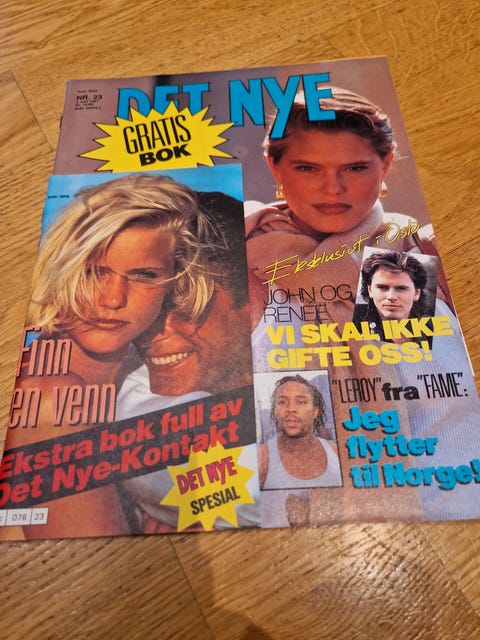 NR. 23
DET NYE
GRATIS
BOK
Eksklusivt i Oslo
JOHN OG
RENEE:
VI SKAL IKKE
GIFTE OSS!
"LEROY" fra "FAME":
Jeg
flytter
til Norge!
Finn
en venn
Ekstra bok full av
Det Nye-Kontakt
DET NYE
SPESIAL
076 23